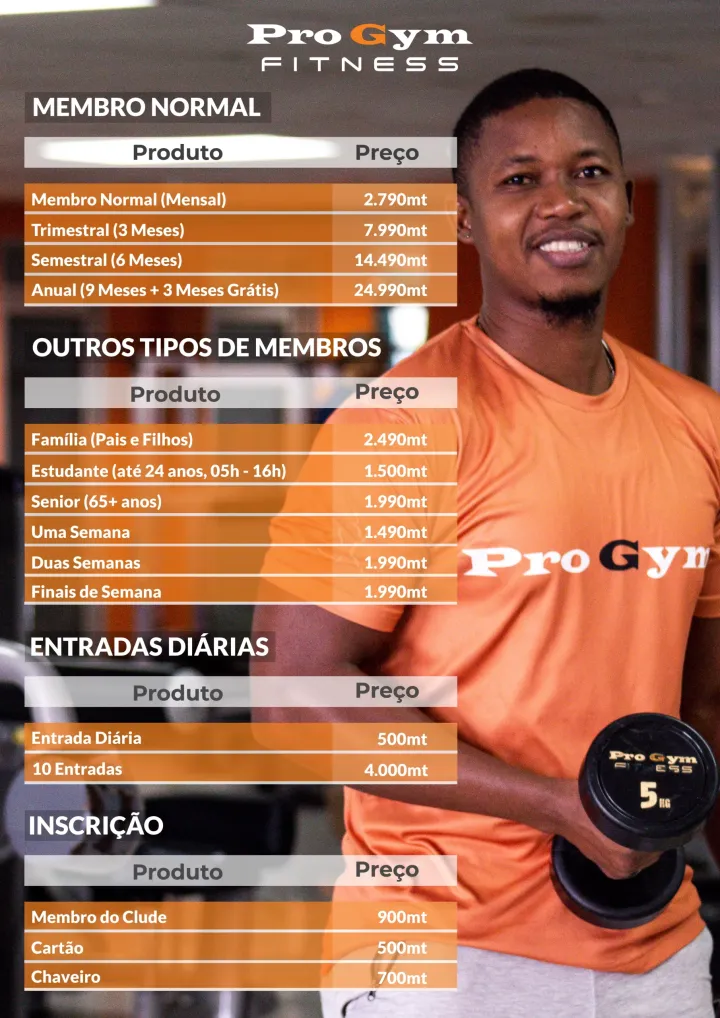 Pro Gym
FITNESS
MEMBRO NORMAL
Produto Preço
Membro Normal (Mensal) 2.790mt
Trimestral (3 Meses) 7.990mt
Semestral (6 Meses) 14.490mt
Anual (9 Meses + 3 Meses Grátis) 24.990mt
OUTROS TIPOS DE MEMBROS
Produto Preço
Família (Pais e Filhos) 2.490mt
Estudante (até 24 anos, 05h - 16h) 1.500mt
Senior (65+ anos) 1.990mt
Uma Semana 1.490mt
Duas Semanas 1.990mt
Finais de Semana 1.990mt
Pro Gym
ENTRADAS DIÁRIAS
Produto Preço
Entrada Diária 500mt
10 Entradas 4.000mt
Pro Gym
FITNESS
5KG
INSCRIÇÃO
Produto Preço
Membro do Clude 900mt
Cartão 500mt
Chaveiro 700mt